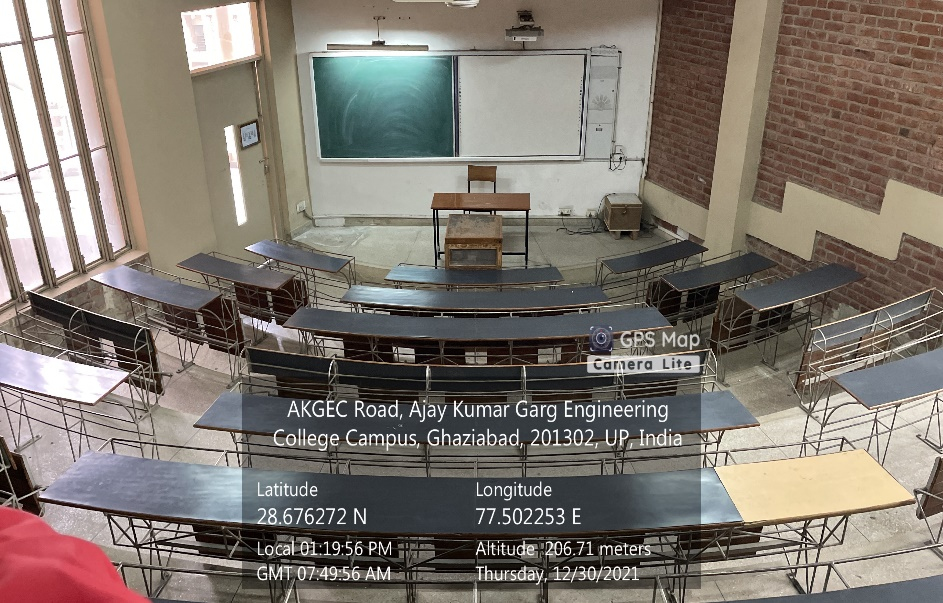 GPS Map
Camera Lite
AKGEC Road, Ajay Kumar Garg Engineering
College Campus, Ghaziabad, 201302, UP, India
Latitude
28.676272 N
Longitude
77.502253 E
Local 01:19:56 PM
GMT 07:49:56 AM
Altitude 206.71 meters
Thursday, 12/30/2021